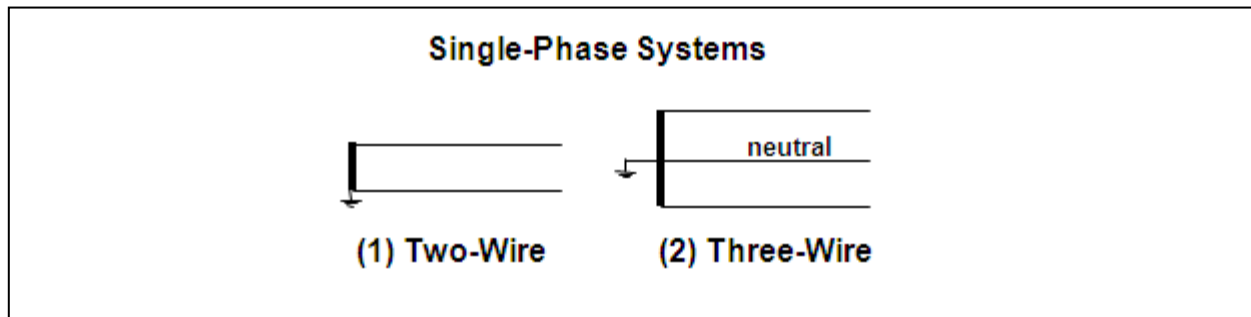 Single-Phase Systems
neutral
(1) Two-Wire
(2) Three-Wire